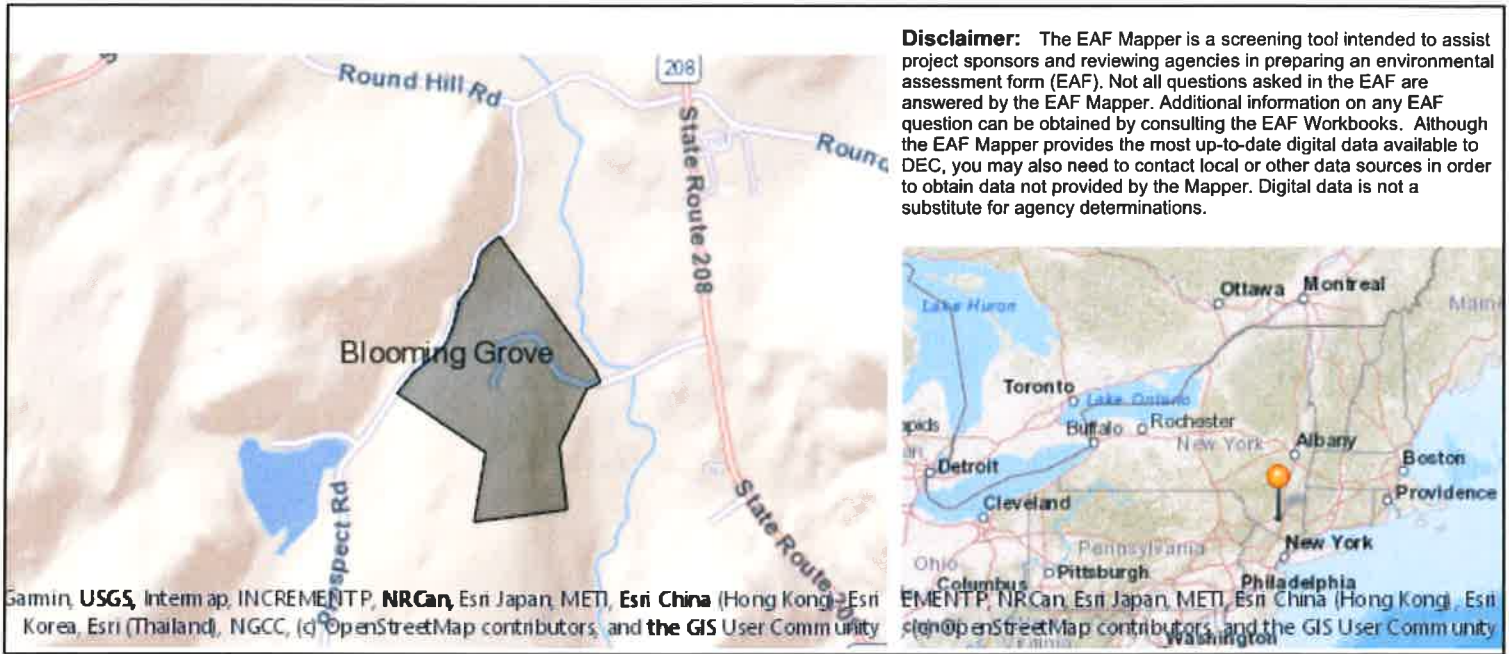 Disclaimer: The EAF Mapper is a screening tool intended to assist
project sponsors and reviewing agencies in preparing an environmental
assessment form (EAF). Not all questions asked in the EAF are
answered by the EAF Mapper. Additional information on any EAF
question can be obtained by consulting the EAF Workbooks. Although
the EAF Mapper provides the most up-to-date digital data available to
DEC, you may also need to contact local or other data sources in order
to obtain data not provided by the Mapper. Digital data is not a
substitute for agency determinations.
Round Hill Rd
208
State Route 208
Round
Blooming Grove
Prospect Rd
State Route
Garmin, USGS, Intermap, INCREMENT P, NRCan, Esri Japan, METI, Esri China (Hong Kong), Esri
Korea, Esri (Thailand), NGCC, (c) OpenStreetMap contributors, and the GIS User Community
Ottawa
Montreal
Lake Huron
Toronto
Lake Ontario
Rochester
Buffalo
New York
Albany
Boston
Detroit
Providence
Cleveland
New York
Pennsylvania
Ohio
Pittsburgh
Columbus
Philadelphia
EMENT P, NRCan, Esri Japan, METI, Esri China (Hong Kong), Esri
OpenStreetMap contributors, and the GIS User Community
Washington